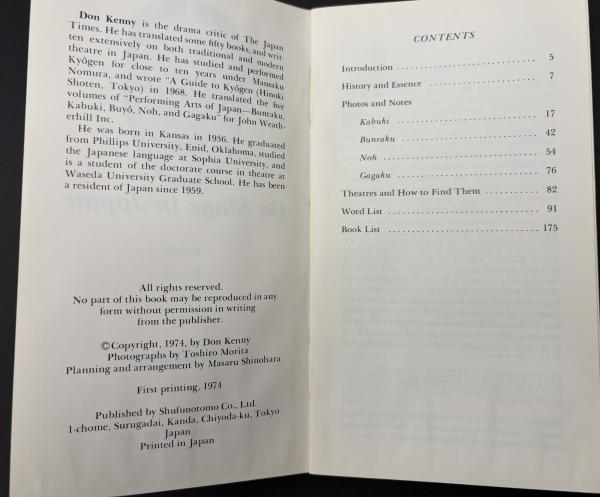 Don Kenny is the drama critic of The Japan
Times. He has translated some fifty books, and writ-
ten extensively on both traditional and modern
theatre in Japan. He has studied and performed
Kyōgen for close to ten years under Mansaku
Nomura, and wrote "A Guide to Kyōgen (Hinoki
Shoten, Tokyo) in 1968. He translated the five
volumes of "Performing Arts of Japan—Bunraku,
Kabuki, Buyō, Noh, and Gagaku" for John Weath-
erhill Inc.
He was born in Kansas in 1936. He graduated
from Phillips University, Enid, Oklahoma, studied
the Japanese language at Sophia University, and
is a student of the doctorate course in theatre at
Waseda University Graduate School. He has been
a resident of Japan since 1959.
All rights reserved.
No part of this book may be reproduced in any
form without permission in writing
from the publisher.
©Copyright, 1974, by Don Kenny
Photographs by Toshiro Morita
Planning and arrangement by Masaru Shinohara
First printing, 1974
Published by Shufunotomo Co., Ltd.
1-chome, Surugadai, Kanda, Chiyoda-ku, Tokyo
Japan
Printed in Japan
CONTENTS
Introduction .............................. 5
History and Essence ....................... 7
Photos and Notes
Kabuki .............................. 17
Bunraku .............................. 42
Noh .............................. 54
Gagaku .............................. 76
Theatres and How to Find Them ........... 82
Word List .............................. 91
Book List .............................. 175